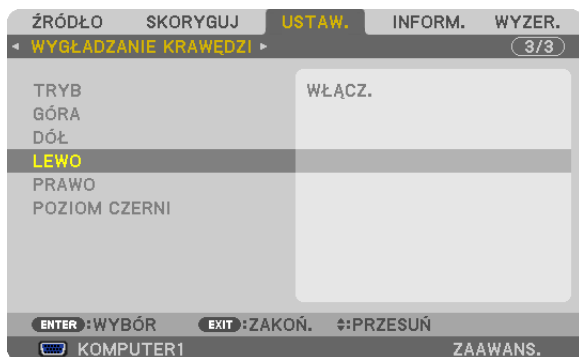 ŹRÓDŁO SKORYGUJ USTAW. INFORM. WYZER.
WYGŁADZANIE KRAWĘDZI 3/3
TRYB WŁĄCZ.
GÓRA
DÓŁ
LEWO
PRAWO
POZIOM CZERNI
ENTER :WYBÓR EXIT :ZAKOŃ. :PRZESUŃ
KOMPUTER1 ZAAWANS.